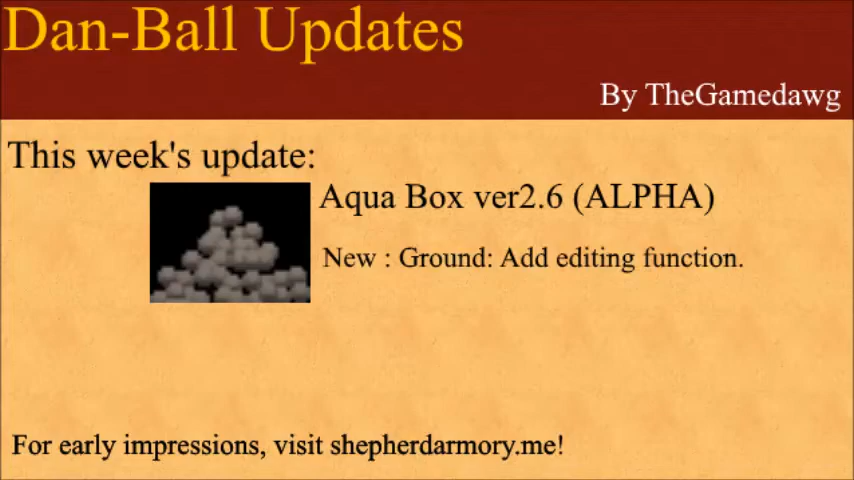 Dan-Ball Updates
By TheGamedawg
This week's update:
Aqua Box ver2.6 (ALPHA)
New : Ground: Add editing function.
For early impressions, visit shepherdarmory.me!